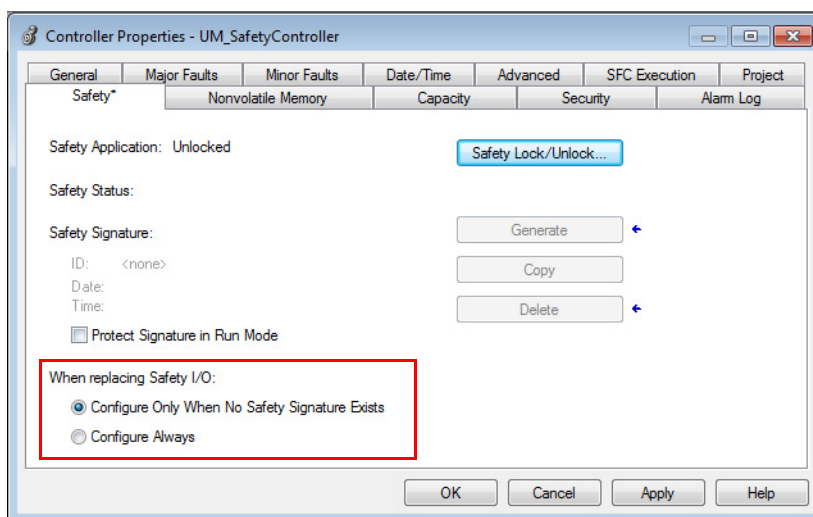 Controller Properties - UM_SafetyController
General Major Faults Minor Faults Date/Time Advanced SFC Execution Project
Safety* Nonvolatile Memory Capacity Security Alarm Log
Safety Application: Unlocked Safety Lock/Unlock...
Safety Status:
Safety Signature: Generate
ID: <none> Copy
Date:
Time: Delete
Protect Signature in Run Mode
When replacing Safety I/O:
Configure Only When No Safety Signature Exists
Configure Always
OK Cancel Apply Help